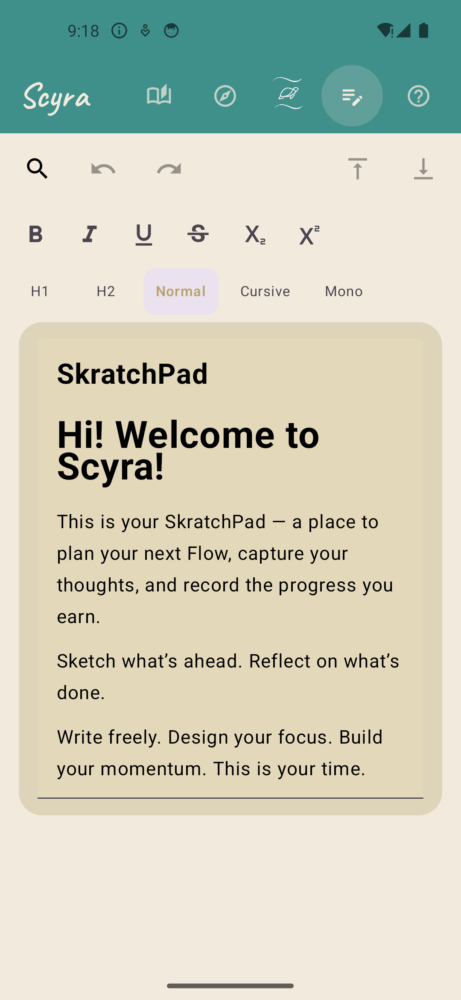 9:18
Scyra
B I U S X₂ X²
H1 H2 Normal Cursive Mono
SkratchPad
Hi! Welcome to
Scyra!
This is your SkratchPad — a place to
plan your next Flow, capture your
thoughts, and record the progress you
earn.
Sketch what’s ahead. Reflect on what’s
done.
Write freely. Design your focus. Build
your momentum. This is your time.